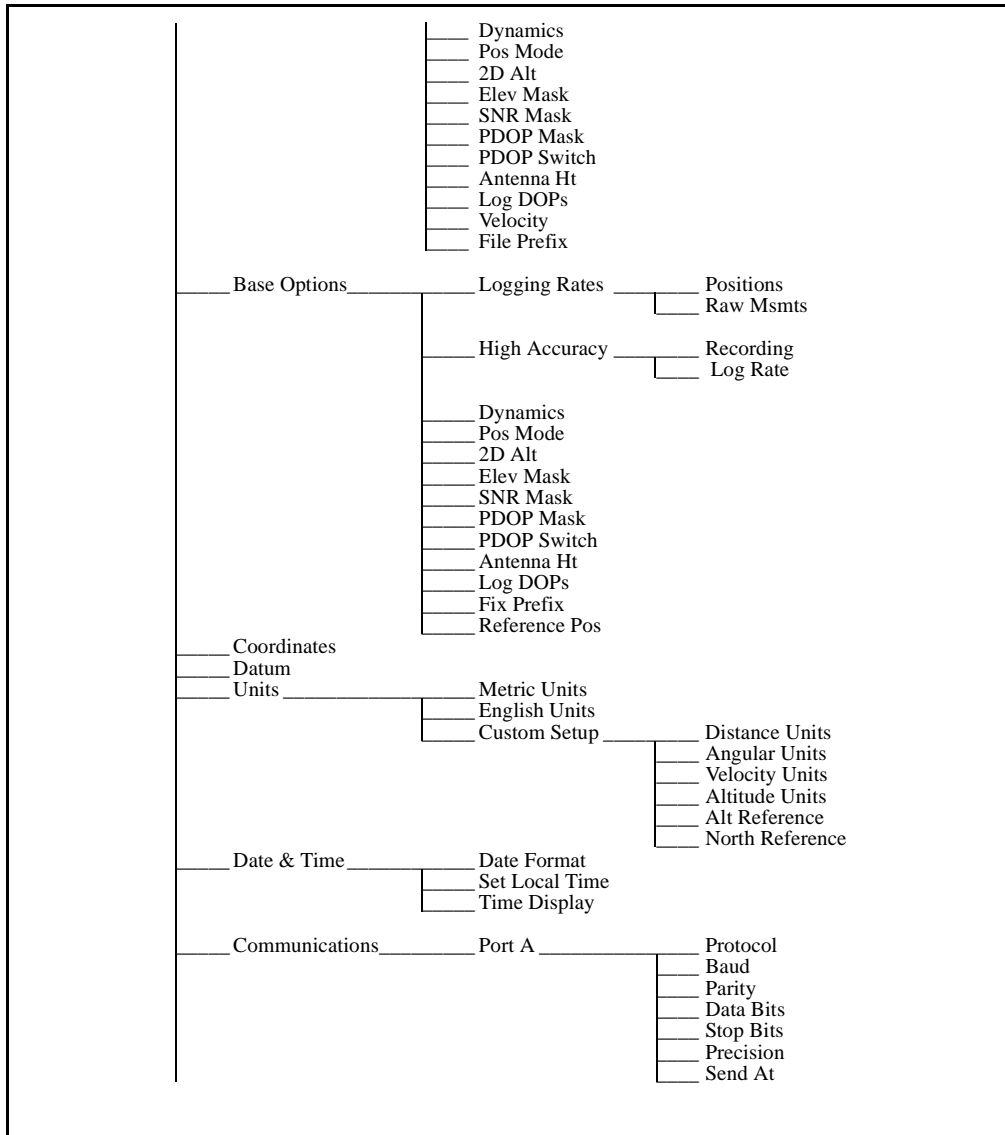 Dynamics
Pos Mode
2D Alt
Elev Mask
SNR Mask
PDOP Mask
PDOP Switch
Antenna Ht
Log DOPs
Velocity
File Prefix
Base Options Logging Rates Positions
Raw Msmts
High Accuracy Recording
Log Rate
Dynamics
Pos Mode
2D Alt
Elev Mask
SNR Mask
PDOP Mask
PDOP Switch
Antenna Ht
Log DOPs
Fix Prefix
Reference Pos
Coordinates
Datum
Units Metric Units
English Units
Custom Setup Distance Units
Angular Units
Velocity Units
Altitude Units
Alt Reference
North Reference
Date & Time Date Format
Set Local Time
Time Display
Communications Port A Protocol
Baud
Parity
Data Bits
Stop Bits
Precision
Send At